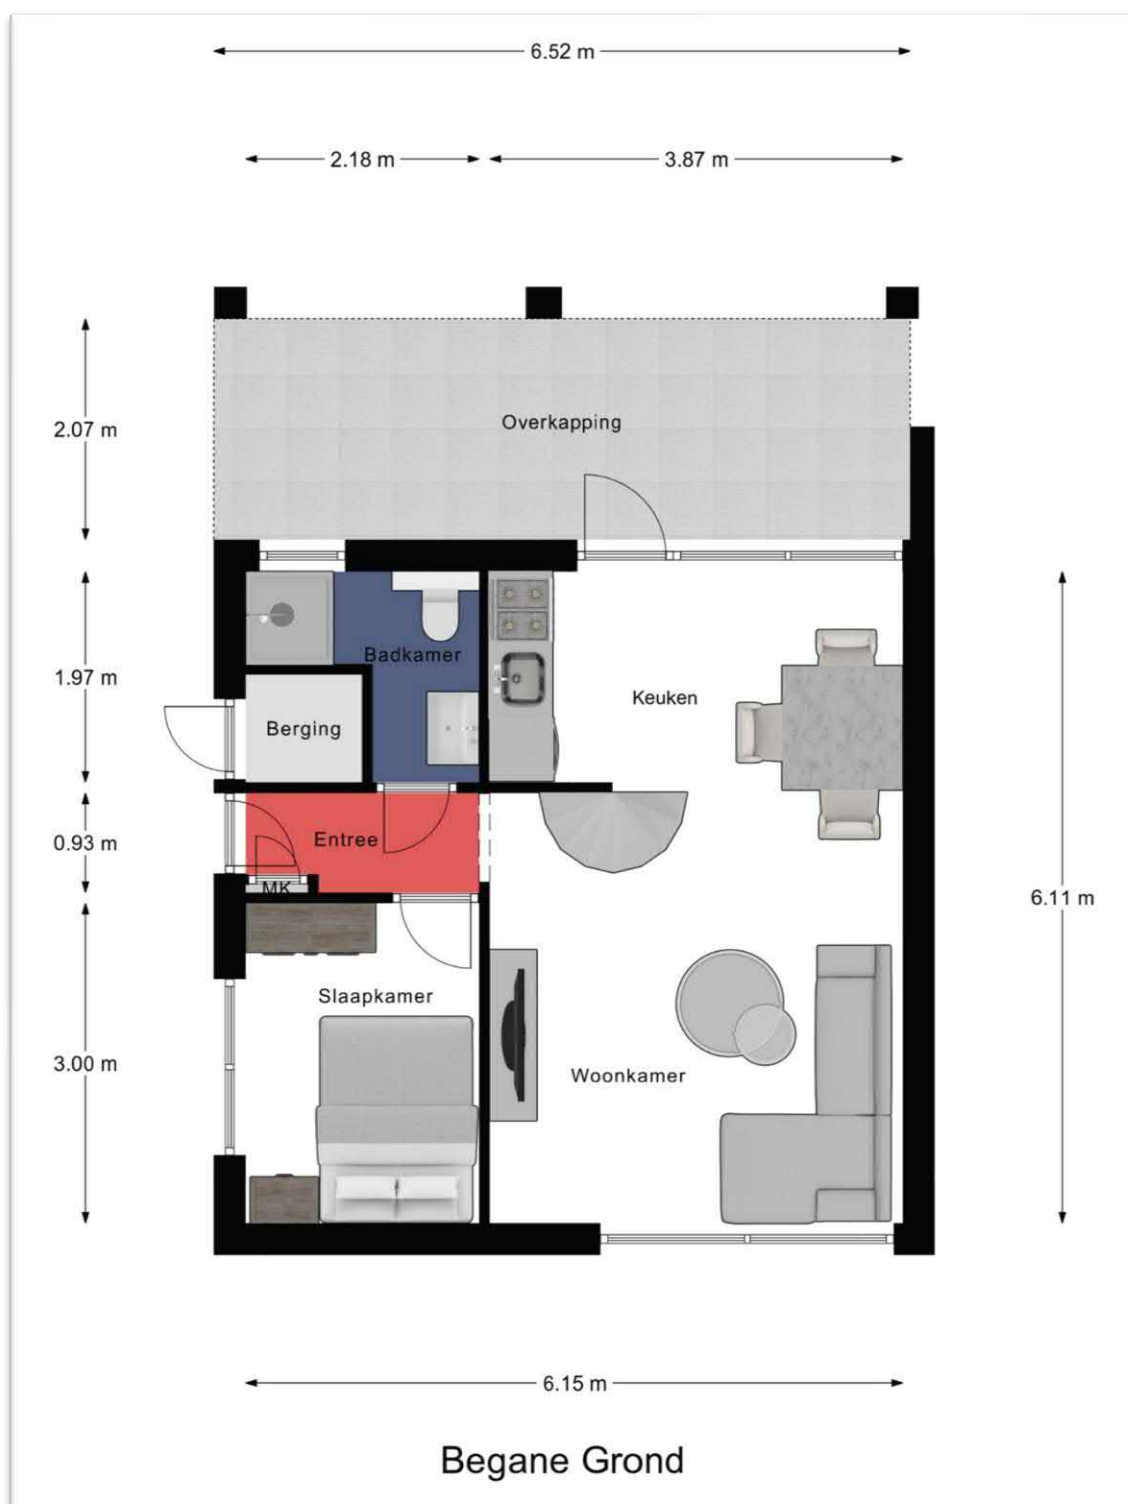 6.52 m
2.18 m
3.87 m
Overkapping
2.07 m
Badkamer
1.97 m
Keuken
Berging
Entree
0.93 m
MK
6.11 m
Slaapkamer
3.00 m
Woonkamer
6.15 m
Begane Grond